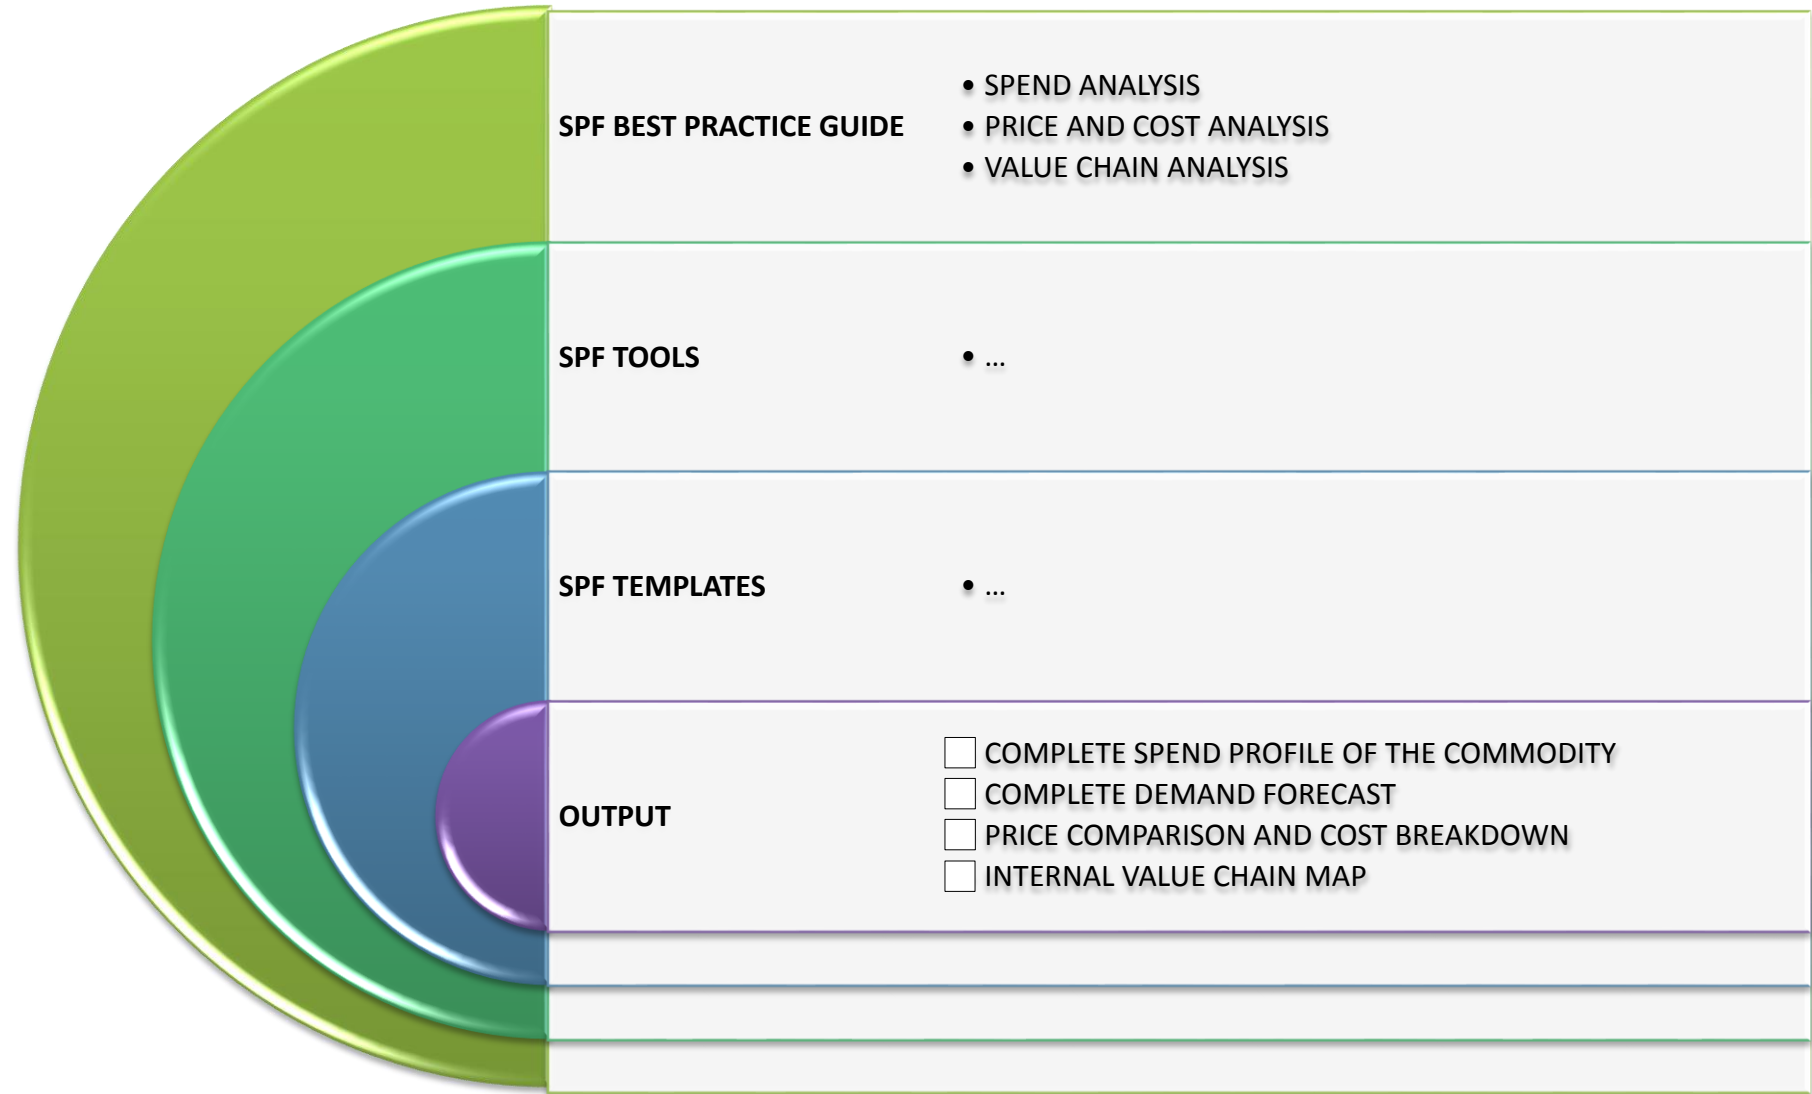 SPF BEST PRACTICE GUIDE
• SPEND ANALYSIS
• PRICE AND COST ANALYSIS
• VALUE CHAIN ANALYSIS
SPF TOOLS
• ...
SPF TEMPLATES
• ...
OUTPUT
☐ COMPLETE SPEND PROFILE OF THE COMMODITY
☐ COMPLETE DEMAND FORECAST
☐ PRICE COMPARISON AND COST BREAKDOWN
☐ INTERNAL VALUE CHAIN MAP